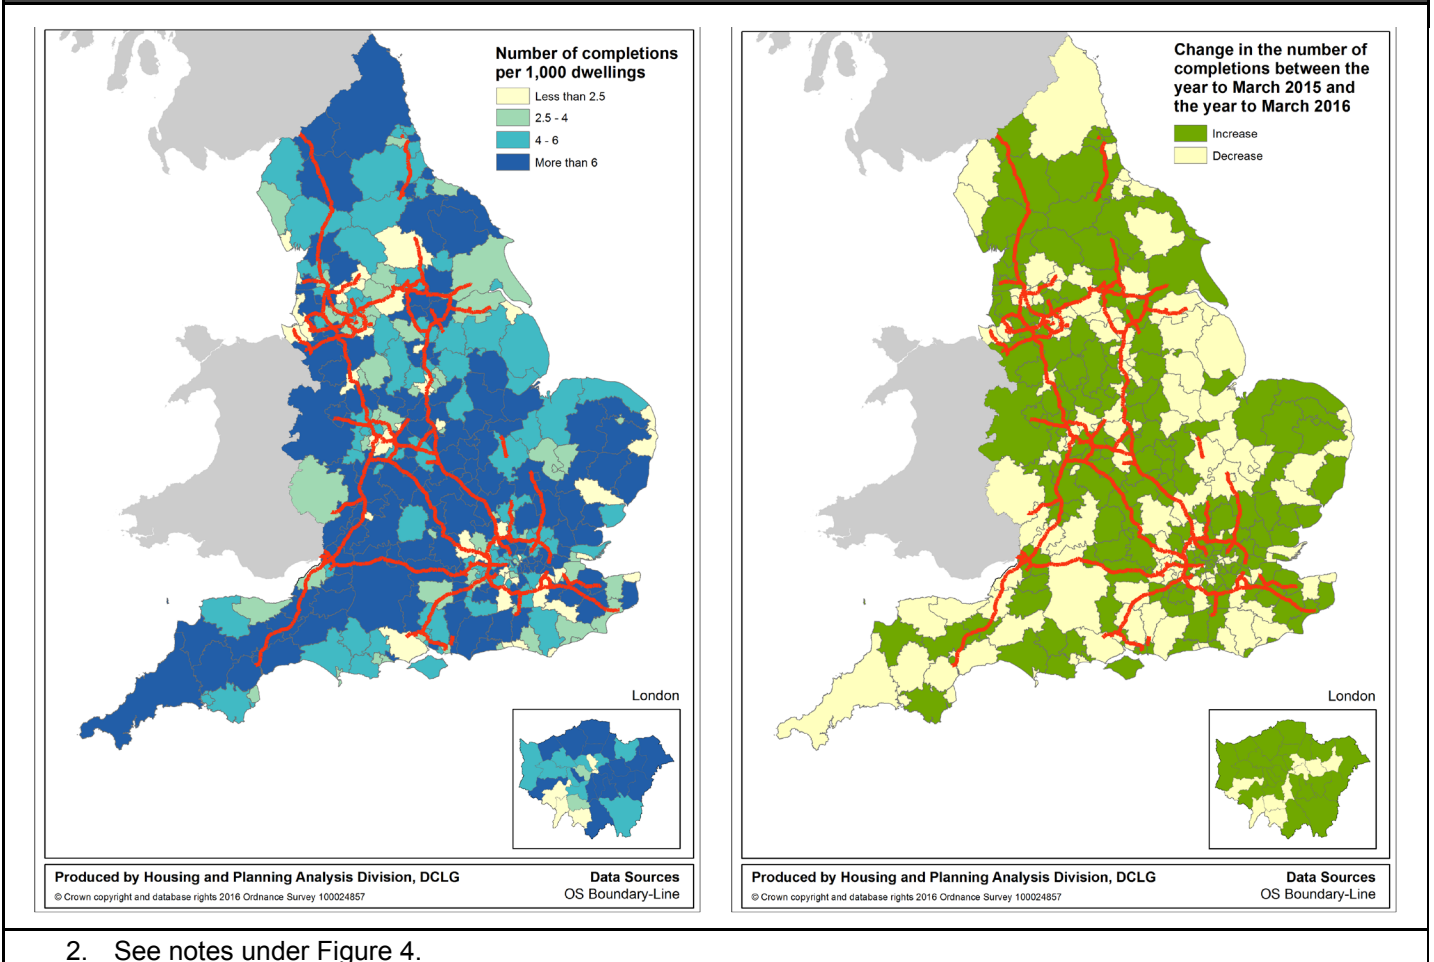 Number of completions
per 1,000 dwellings
Less than 2.5
2.5 - 4
4 - 6
More than 6
London
Produced by Housing and Planning Analysis Division, DCLG
Data Sources
© Crown copyright and database rights 2016 Ordnance Survey 100024857
OS Boundary-Line
Change in the number of
completions between the
year to March 2015 and
the year to March 2016
Increase
Decrease
London
Produced by Housing and Planning Analysis Division, DCLG
Data Sources
© Crown copyright and database rights 2016 Ordnance Survey 100024857
OS Boundary-Line
2. See notes under Figure 4.